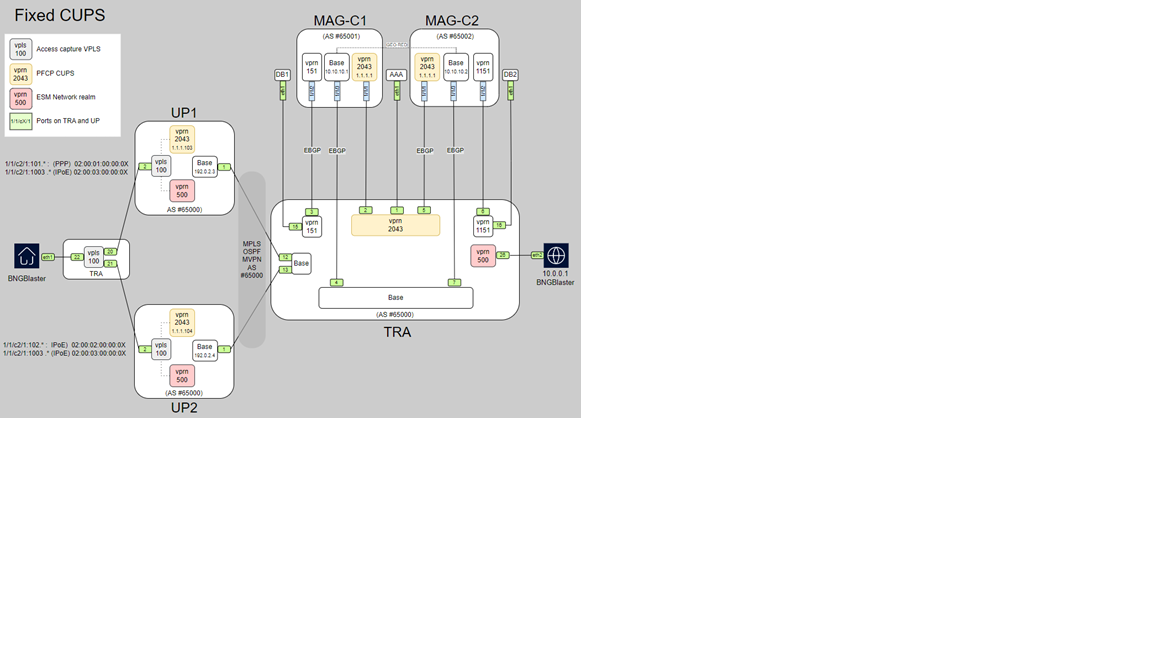 Fixed CUPS
vpls
100
Access capture VPLS
vprn
2043
PFCP CUPS
vprn
500
ESM Network realm
1/1/cX/1
Ports on TRA and UP
MAG-C1
(AS #65001)
vprn
151
Base
10.10.10.1
vprn
2043
1.1.1.1
GEO RED
MAG-C2
(AS #65002)
vprn
2043
1.1.1.1
Base
10.10.10.2
vprn
1151
DB1
eth1
AAA
eth1
DB2
eth1
EBGP
EBGP
EBGP
EBGP
UP1
vprn
2043
1.1.1.103
2
vpls
100
Base
192.0.2.3
1
vprn
500
AS #65000)
1/1/c2/1:101.* : (PPP) 02:00:01:00:00:0X
1/1/c2/1:1003 .* (IPoE) 02:00:03:00:00:0X
BNGBlaster
eth1
22
vpls
100
20
21
TRA
1/1/c2/1:102.* : IPoE) 02:00:02:00:00:0X
1/1/c2/1:1003 .* (IPoE) 02:00:03:00:00:0X
vprn
2043
1.1.1.104
2
vpls
100
Base
192.0.2.4
1
vprn
500
(AS #65000)
UP2
MPLS
OSPF
MVPN
AS
#65000
3
vprn
151
2
1
5
vprn
2043
6
vprn
1151
12
13
Base
vprn
500
eth2
10.0.0.1
BNGBlaster
4
7
Base
(AS #65000)
TRA